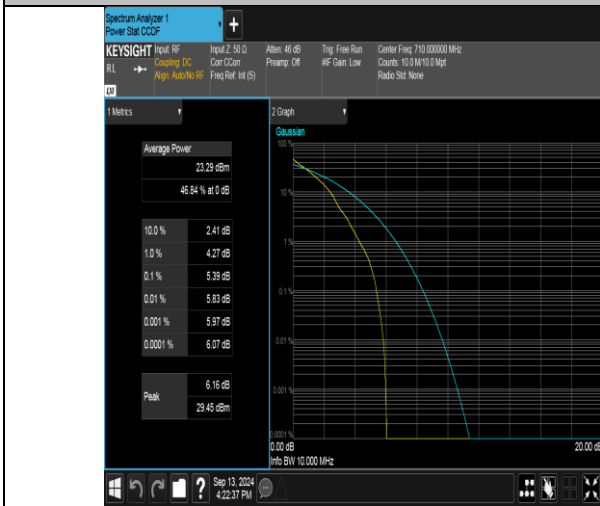 Spectrum Analyzer 1
Power Stat CCDF
+
KEYSIGHT
RL
LXI
Input: RF
Coupling: DC
Align: Auto/No RF
Input Z: 50 Ω
Corr CCorr
Freq Ref: Int (S)
Atten: 46 dB
Preamp: Off
Trig: Free Run
#IF Gain: Low
Center Freq: 710.000000 MHz
Counts: 10.0 M/10.0 Mpt
Radio Std: None
1 Metrics
Average Power
23.29 dBm
46.84 % at 0 dB
10.0 % 2.41 dB
1.0 % 4.27 dB
0.1 % 5.39 dB
0.01 % 5.83 dB
0.001 % 5.97 dB
0.0001 % 6.07 dB
Peak
6.16 dB
29.45 dBm
2 Graph
Gaussian
100 %
10 %
1 %
0.1 %
0.01 %
0.001 %
0.0001 %
0.00 dB 20.00 dB
Info BW 10.000 MHz
?
Sep 13, 2024
4:22:37 PM